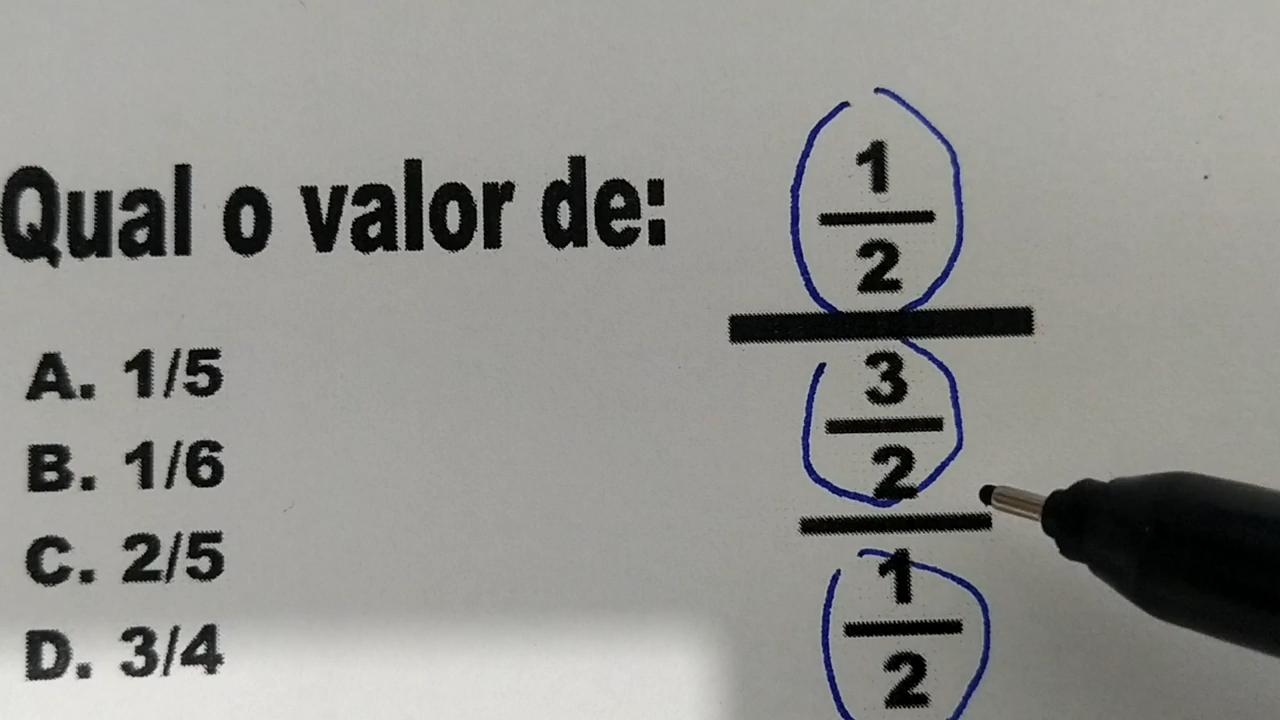 Qual o valor de:
1
2
3
2
1
2
A. 1/5
B. 1/6
C. 2/5
D. 3/4